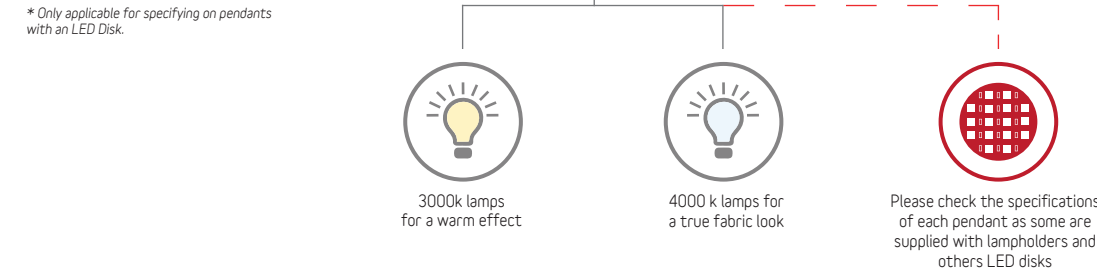 * Only applicable for specifying on pendants
with an LED Disk.
3000k lamps
for a warm effect
4000 k lamps for
a true fabric look
Please check the specifications
of each pendant as some are
supplied with lampholders and
others LED disks